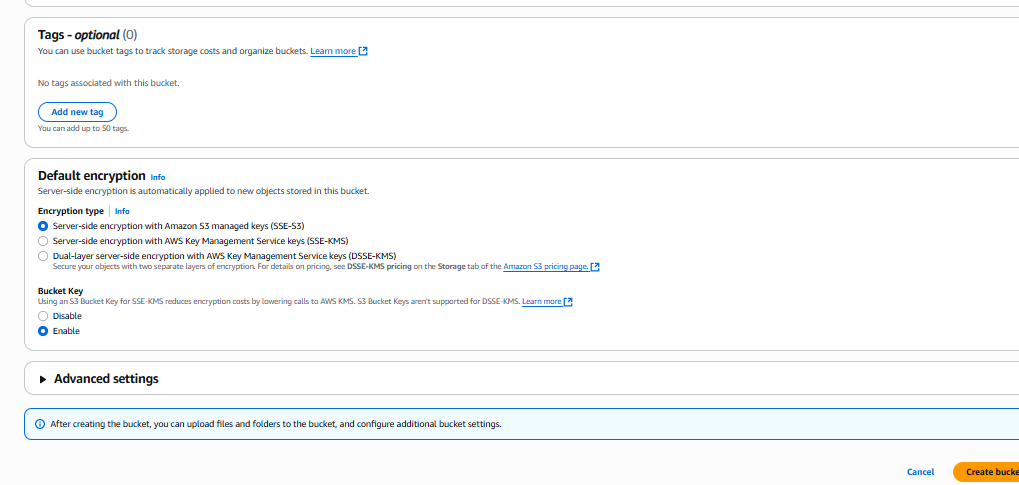 Tags - optional (0)
You can use bucket tags to track storage costs and organize buckets. Learn more
No tags associated with this bucket.
Add new tag
You can add up to 50 tags.
Default encryption Info
Server-side encryption is automatically applied to new objects stored in this bucket.
Encryption type Info
Server-side encryption with Amazon S3 managed keys (SSE-S3)
Server-side encryption with AWS Key Management Service keys (SSE-KMS)
Dual-layer server-side encryption with AWS Key Management Service keys (DSSE-KMS)
Secure your objects with two separate layers of encryption. For details on pricing, see DSSE-KMS pricing on the Storage tab of the Amazon S3 pricing page.
Bucket Key
Using an S3 Bucket Key for SSE-KMS reduces encryption costs by lowering calls to AWS KMS. S3 Bucket Keys aren't supported for DSSE-KMS. Learn more
Disable
Enable
Advanced settings
After creating the bucket, you can upload files and folders to the bucket, and configure additional bucket settings.
Cancel
Create bucke